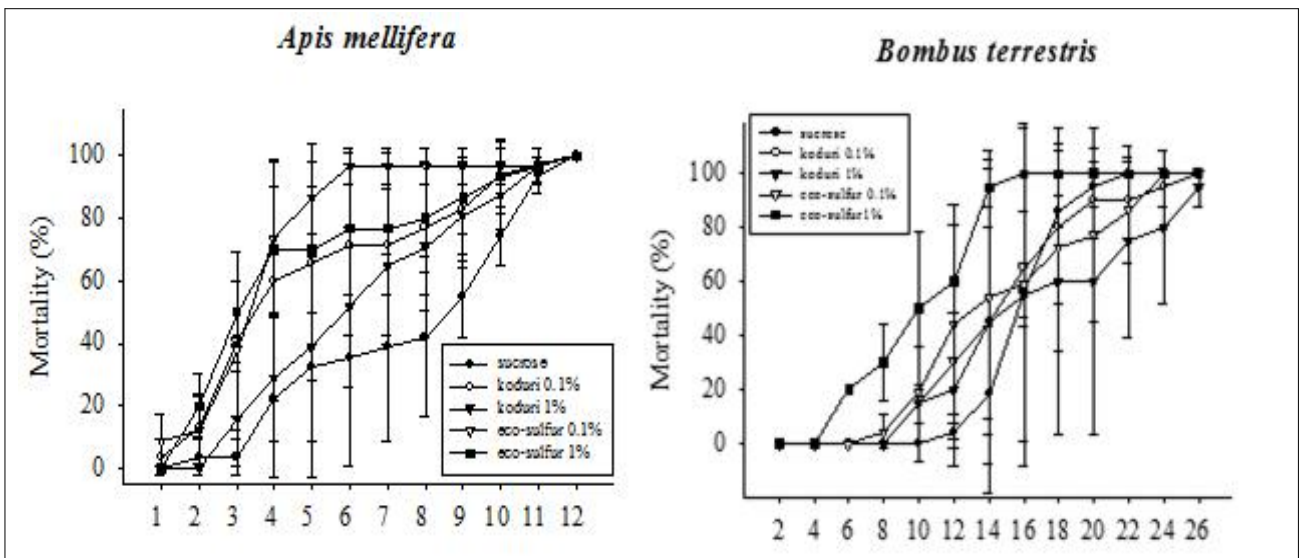 Apis mellifera
Mortality (%)
100
80
60
40
20
0
1 2 3 4 5 6 7 8 9 10 11 12
sucrose
koduri 0.1%
koduri 1%
eco-sulfur 0.1%
eco-sulfur 1%
Bombus terrestris
Mortality (%)
100
80
60
40
20
0
2 4 6 8 10 12 14 16 18 20 22 24 26
sucrose
koduri 0.1%
koduri 1%
eco-sulfur 0.1%
eco-sulfur 1%